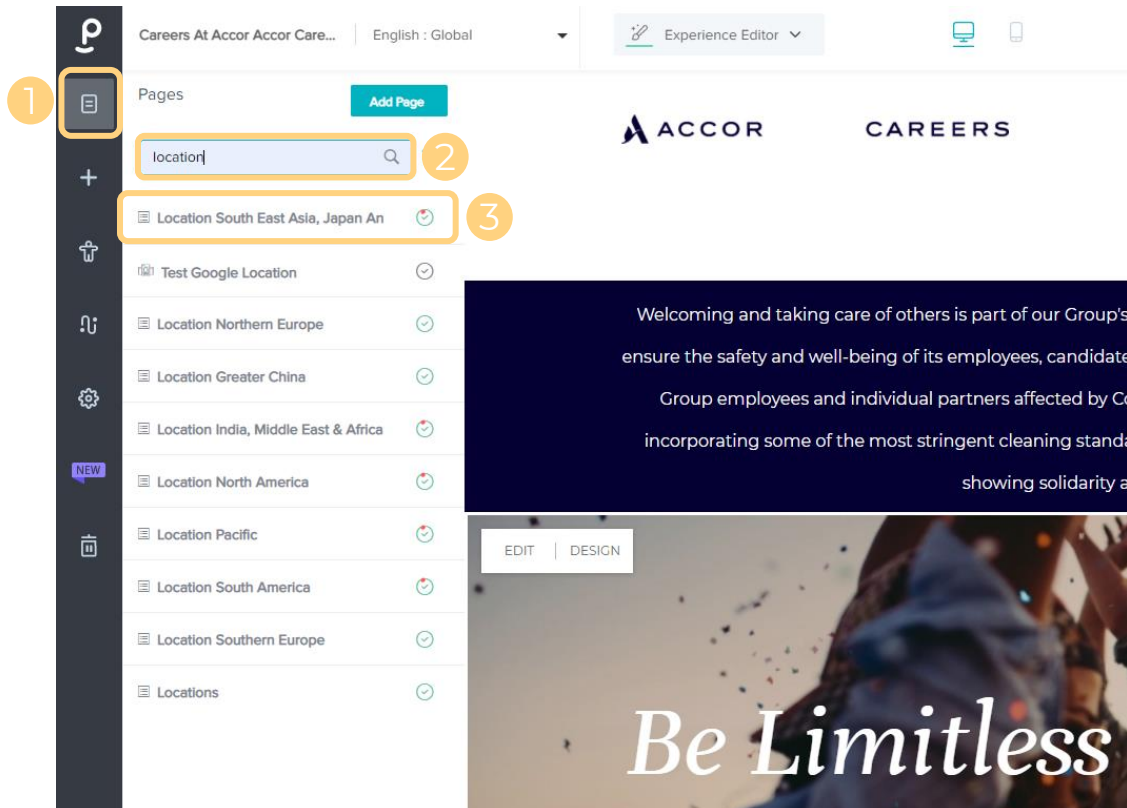 Careers At Accor Accor Care...
English : Global
Experience Editor
1
Pages
Add Page
ACCOR
CAREERS
location
2
Location South East Asia, Japan An
3
Test Google Location
Location Northern Europe
Location Greater China
Location India, Middle East & Africa
NEW
Location North America
Location Pacific
Location South America
Location Southern Europe
Locations
Welcoming and taking care of others is part of our Group's
ensure the safety and well-being of its employees, candidate
Group employees and individual partners affected by Co
incorporating some of the most stringent cleaning standa
showing solidarity a
EDIT | DESIGN
Be Limitless